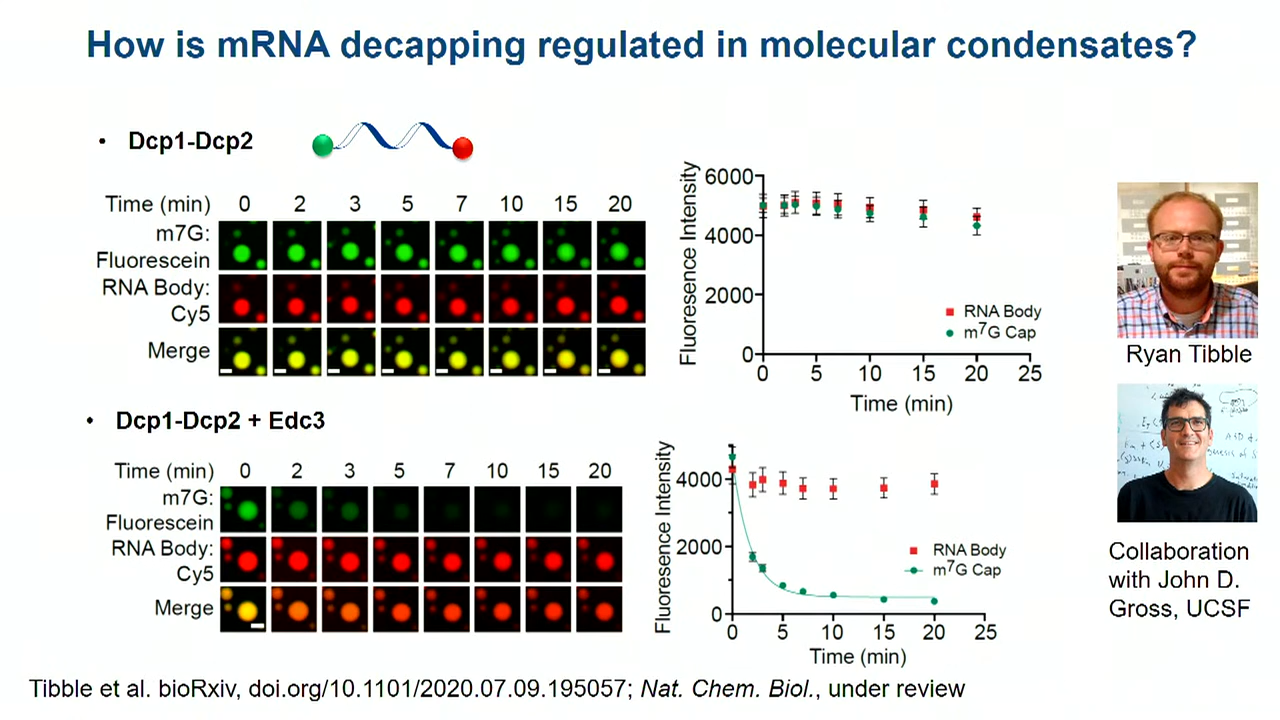 How is mRNA decapping regulated in molecular condensates?
• Dcp1-Dcp2
Time (min) 0 2 3 5 7 10 15 20
m7G:
Fluorescein
RNA Body:
Cy5
Merge
Fluoresence Intensity
6000
4000
2000
0
0 5 10 15 20 25
Time (min)
RNA Body
m⁷G Cap
• Dcp1-Dcp2 + Edc3
Time (min) 0 2 3 5 7 10 15 20
m7G:
Fluorescein
RNA Body:
Cy5
Merge
Fluoresence Intensity
4000
2000
0
0 5 10 15 20 25
Time (min)
RNA Body
m⁷G Cap
Ryan Tibble
Collaboration
with John D.
Gross, UCSF
Tibble et al. bioRxiv, doi.org/10.1101/2020.07.09.195057; Nat. Chem. Biol., under review